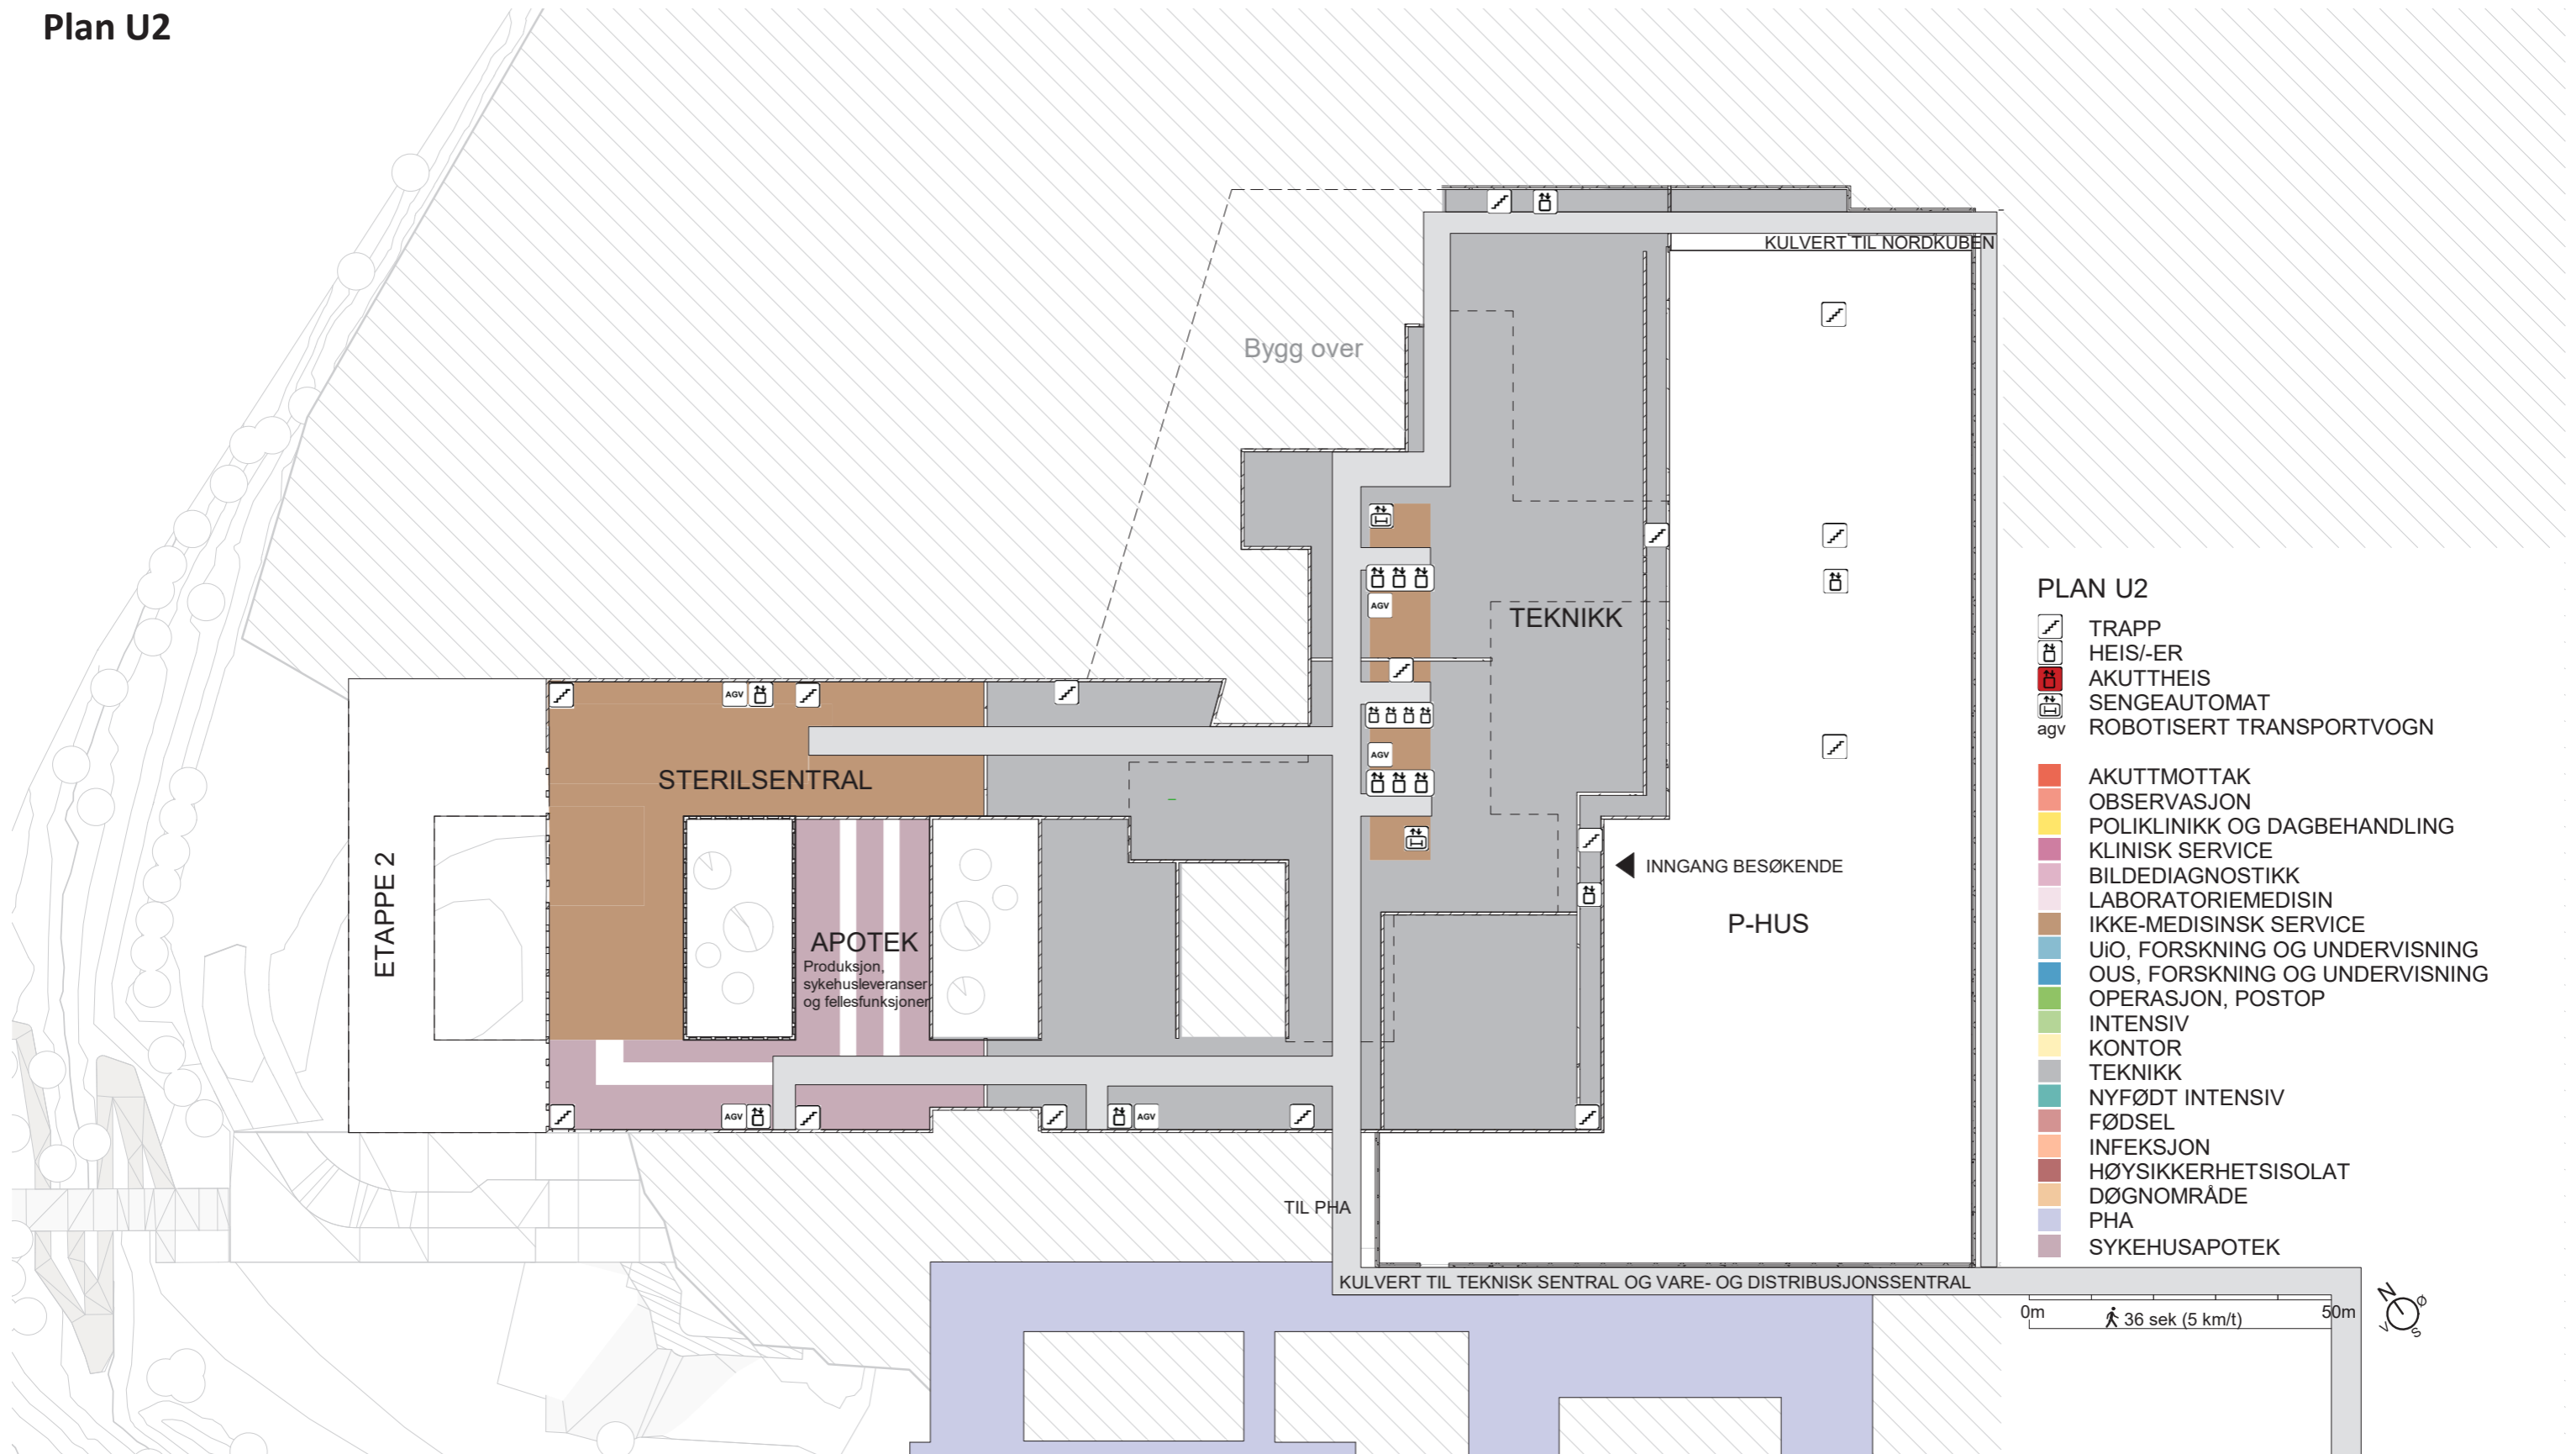 Plan U2
KULVERT TIL NORDKUBEN
Bygg over
TEKNIKK
AGV
AGV
AGV
STERILSENTRAL
ETAPPE 2
INNGANG BESØKENDE
P-HUS
APOTEK
Produksjon,
sykehusleveranser
og fellesfunksjoner
AGV
AGV
TIL PHA
KULVERT TIL TEKNISK SENTRAL OG VARE- OG DISTRIBUSJONSSENTRAL
PLAN U2
TRAPP
HEIS/-ER
AKUTTHEIS
SENGEAUTOMAT
agv ROBOTISERT TRANSPORTVOGN
AKUTTMOTTAK
OBSERVASJON
POLIKLINIKK OG DAGBEHANDLING
KLINISK SERVICE
BILDEDIAGNOSTIKK
LABORATORIEMEDISIN
IKKE-MEDISINSK SERVICE
UiO, FORSKNING OG UNDERVISNING
OUS, FORSKNING OG UNDERVISNING
OPERASJON, POSTOP
INTENSIV
KONTOR
TEKNIKK
NYFØDT INTENSIV
FØDSEL
INFEKSJON
HØYSIKKERHETSISOLAT
DØGNOMRÅDE
PHA
SYKEHUSAPOTEK
0m 50m
36 sek (5 km/t)
N
Ø
V
S